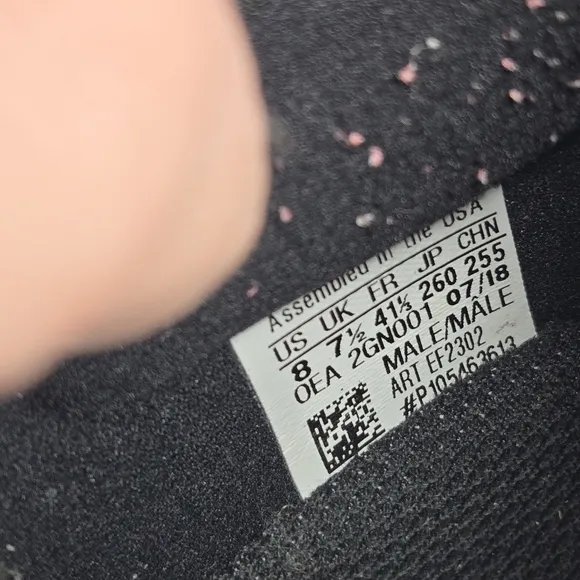 Assembled in the USA
US UK FR JP CHN
8 7½ 41⅓ 260 255
OEA 2GN001 07/18
MALE/MÂLE
ART EF2302
#P105463613